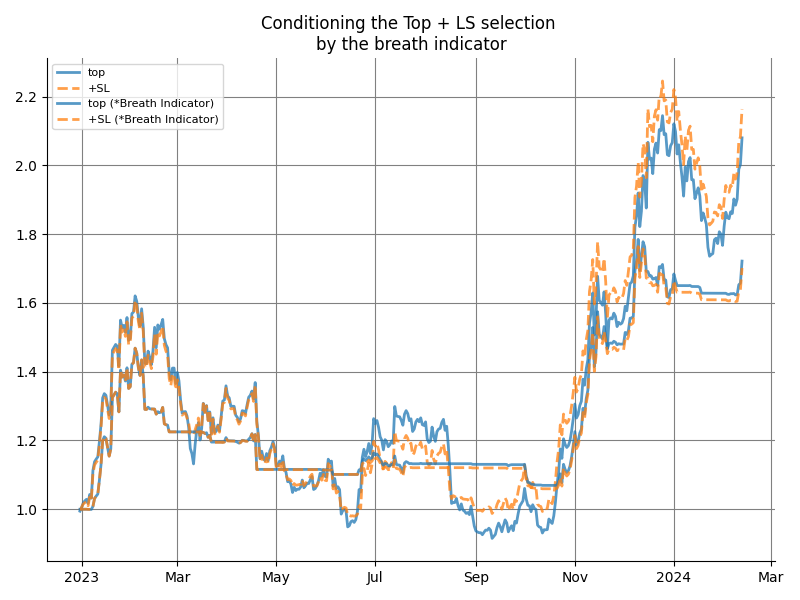 Conditioning the Top + LS selection
by the breath indicator
top
+SL
top (*Breath Indicator)
+SL (*Breath Indicator)
2.2
2.0
1.8
1.6
1.4
1.2
1.0
2023
Mar
May
Jul
Sep
Nov
2024
Mar